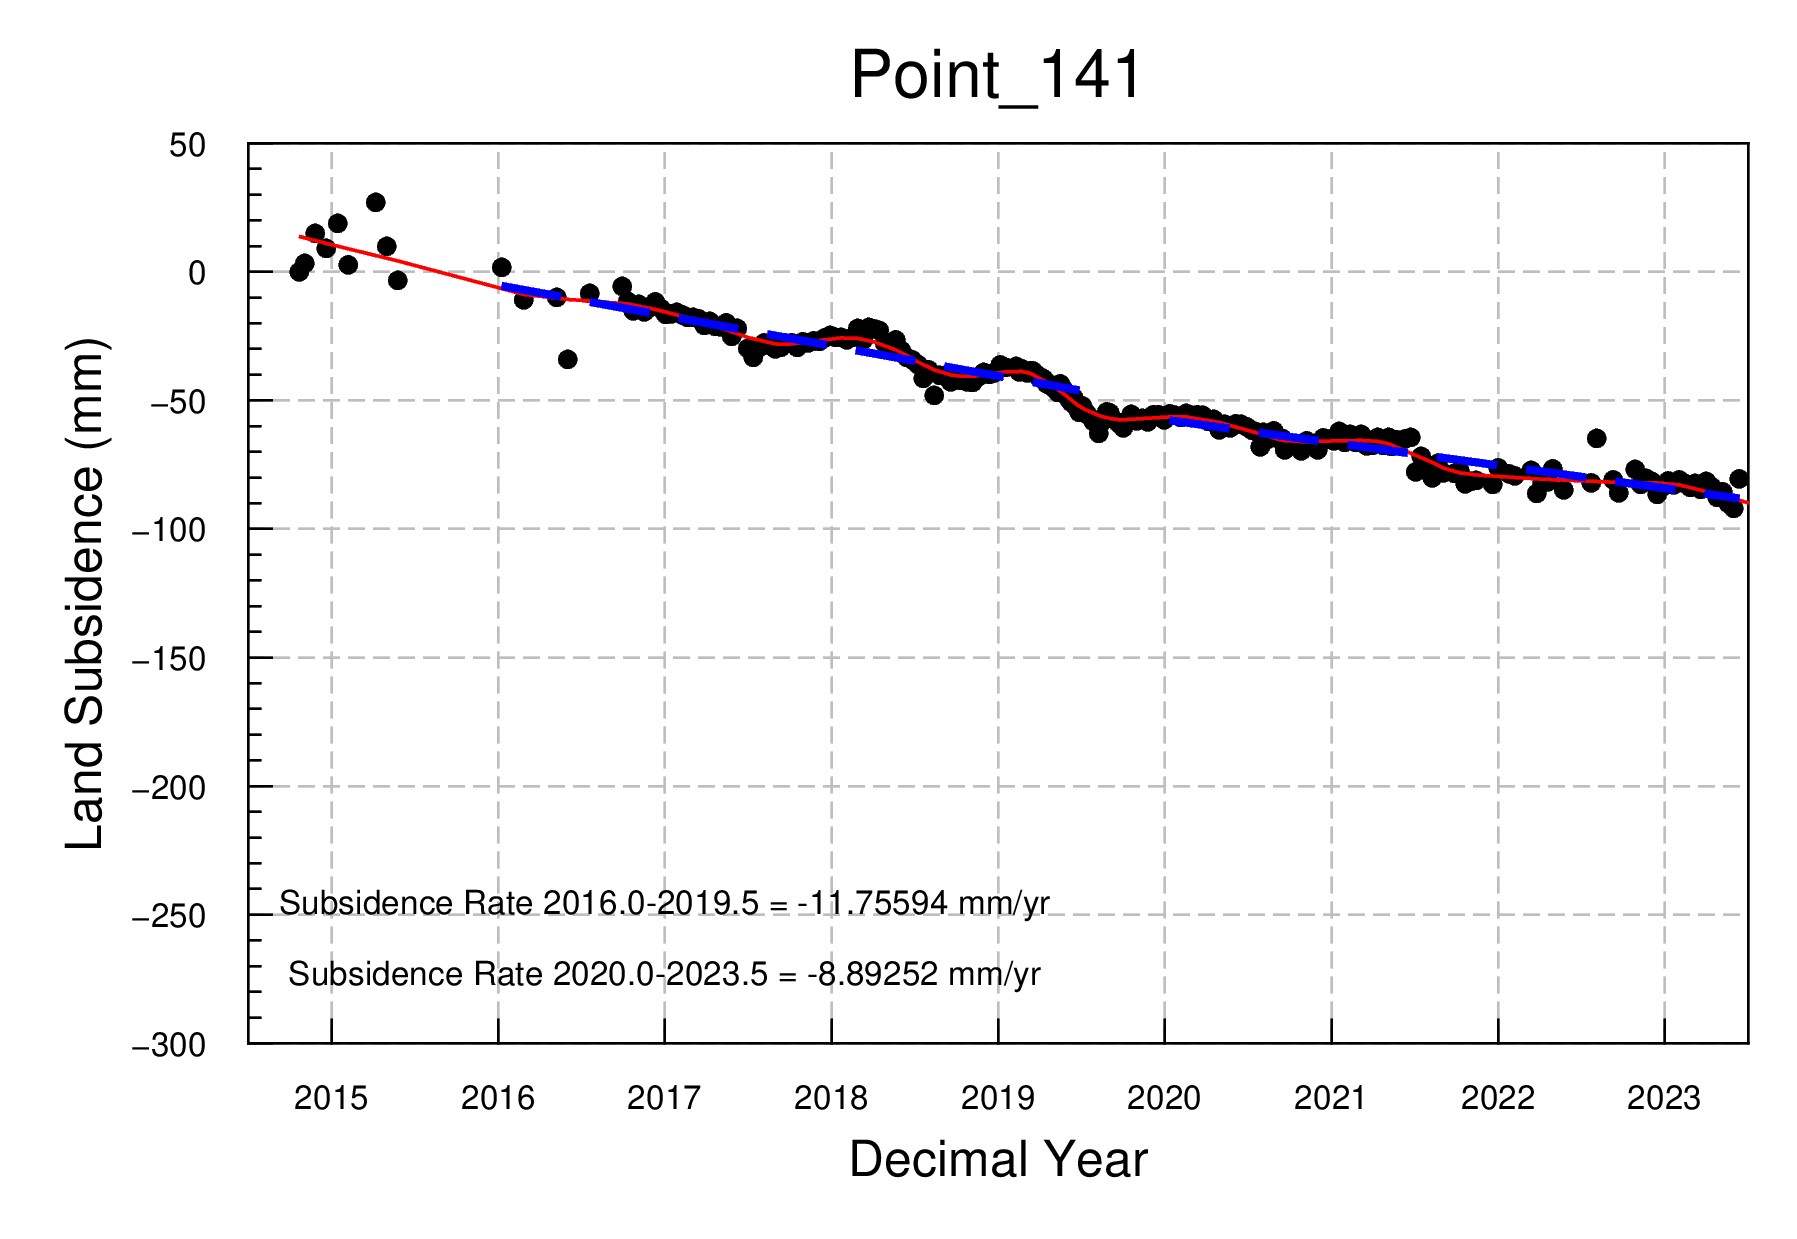 Point_141
50
0
−50
−100
−150
−200
−250
−300
Land Subsidence (mm)
Subsidence Rate 2016.0-2019.5 = -11.75594 mm/yr
Subsidence Rate 2020.0-2023.5 = -8.89252 mm/yr
2015 2016 2017 2018 2019 2020 2021 2022 2023
Decimal Year